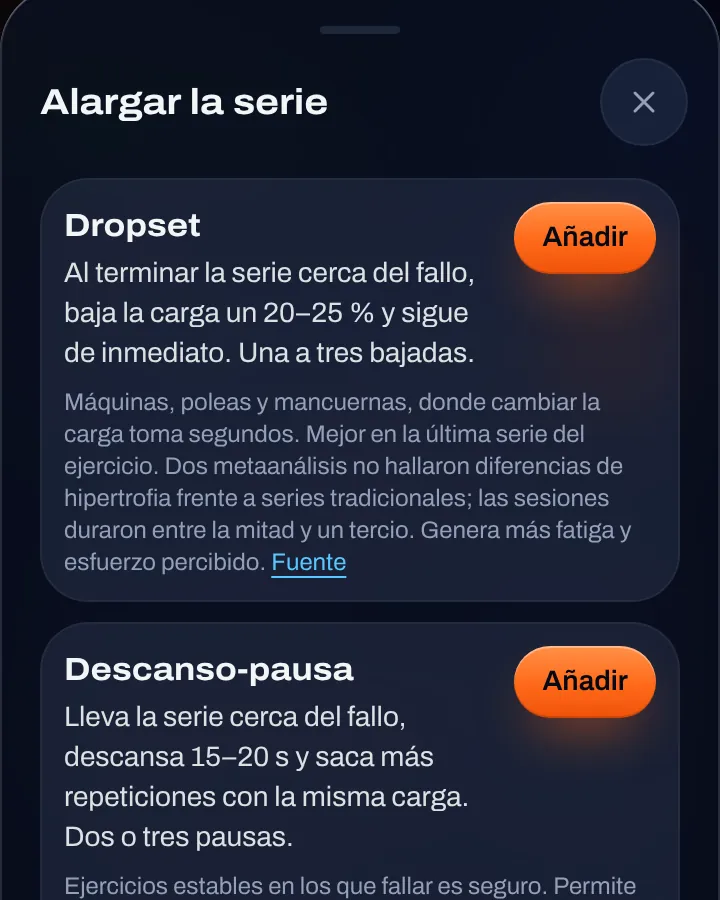 Alargar la serie
Dropset
Añadir
Al terminar la serie cerca del fallo,
baja la carga un 20–25 % y sigue
de inmediato. Una a tres bajadas.
Máquinas, poleas y mancuernas, donde cambiar la
carga toma segundos. Mejor en la última serie del
ejercicio. Dos metaanálisis no hallaron diferencias de
hipertrofia frente a series tradicionales; las sesiones
duraron entre la mitad y un tercio. Genera más fatiga y
esfuerzo percibido. Fuente
Descanso-pausa
Añadir
Lleva la serie cerca del fallo,
descansa 15–20 s y saca más
repeticiones con la misma carga.
Dos o tres pausas.
Ejercicios estables en los que fallar es seguro. Permite